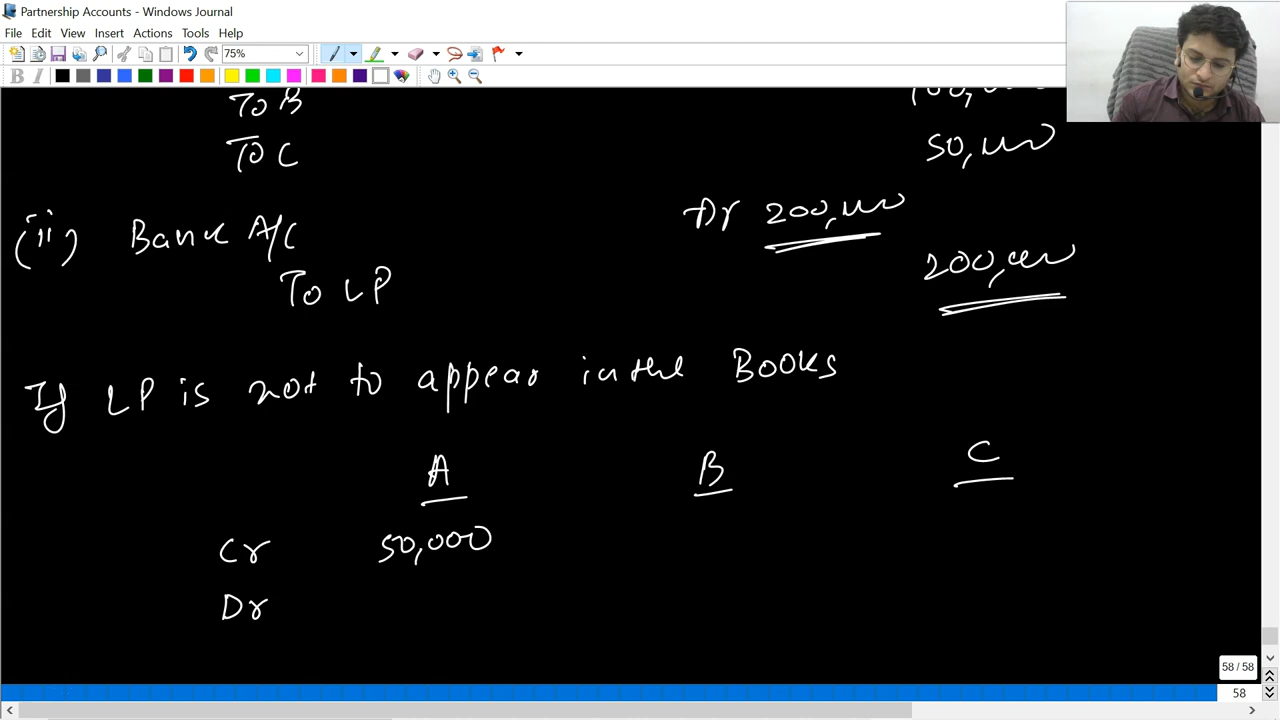 Partnership Accounts - Windows Journal
File Edit View Insert Actions Tools Help
75%
B I
To B
To C
50,000
(ii) Bank A/C Dr 200,000
To LP 200,000
If LP is not to appear in the Books
A B C
Cr 50,000
Dr
58 / 58
58